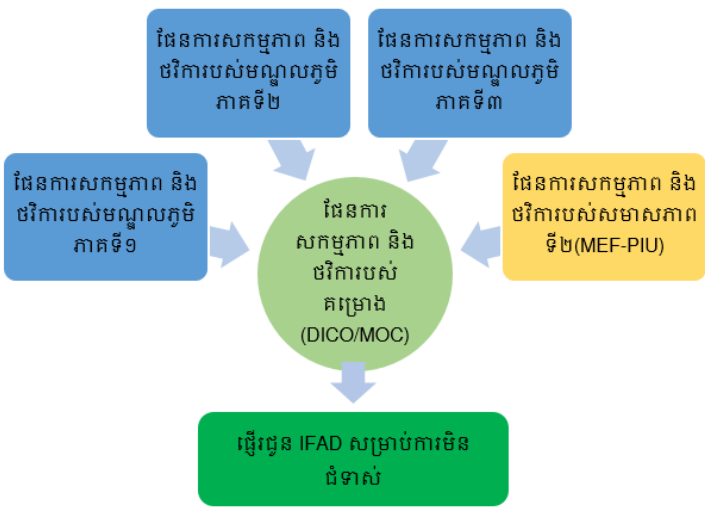 ផែនការសកម្មភាព និង
ថវិការបស់មណ្ឌលភូមិ
ភាគទី២
ផែនការសកម្មភាព និង
ថវិការបស់មណ្ឌលភូមិ
ភាគទី៣
ផែនការសកម្មភាព និង
ថវិការបស់មណ្ឌលភូមិ
ភាគទី១
ផែនការ
សកម្មភាព និង
ថវិការបស់
គម្រោង
(DICO/MOC)
ផែនការសកម្មភាព និង
ថវិការបស់សមាសភាព
ទី២(MEF-PIU)
ផ្ញើរជូន IFAD សម្រាប់ការមិន
ជំទាស់